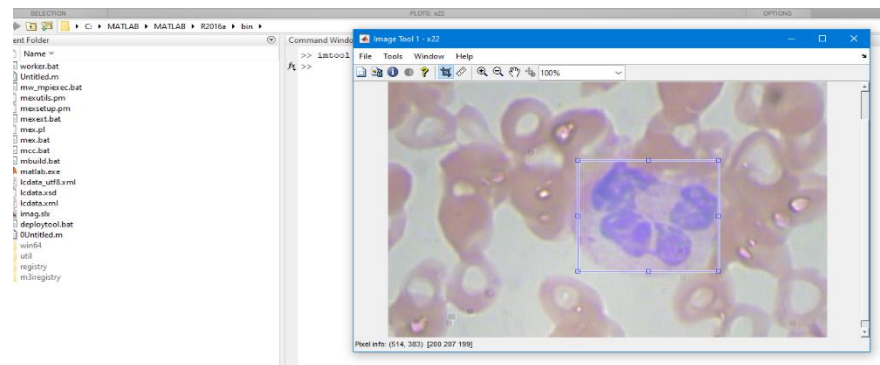 SELECTION
PLOTS: x22
OPTIONS
C: ▸ MATLAB ▸ MATLAB ▸ R2016a ▸ bin ▸
ent Folder
Name
worker.bat
Untitled.m
mw_mpiexec.bat
mexutils.pm
mexsetup.pm
mexext.bat
mex.pl
mex.bat
mcc.bat
mbuild.bat
matlab.exe
lcdata_utf8.xml
lcdata.xsd
lcdata.xml
imag.slx
deploytool.bat
0Untitled.m
win64
util
registry
m3iregistry
Command Windo
>> imtool
fx >>
Image Tool 1 - x22
File Tools Window Help
100%
Pixel info: (514, 383) [200 207 199]